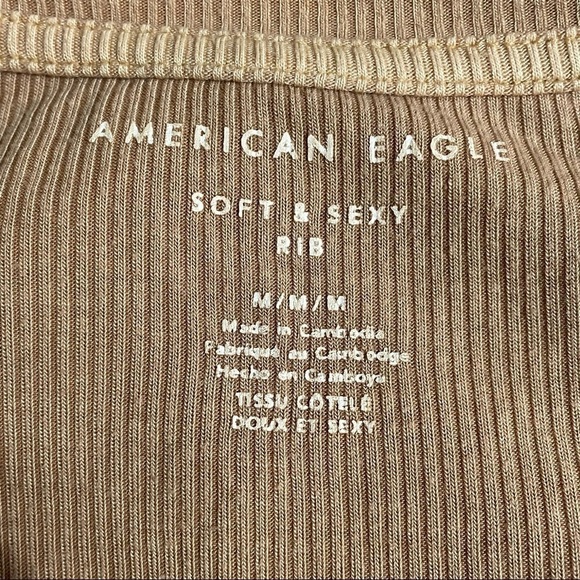 AMERICAN EAGLE
SOFT & SEXY
RIB
M/M/M
Made in Cambodia
Fabriqué au Cambodge
Hecho en Camboya
TISSU CÔTELÉ
DOUX ET SEXY